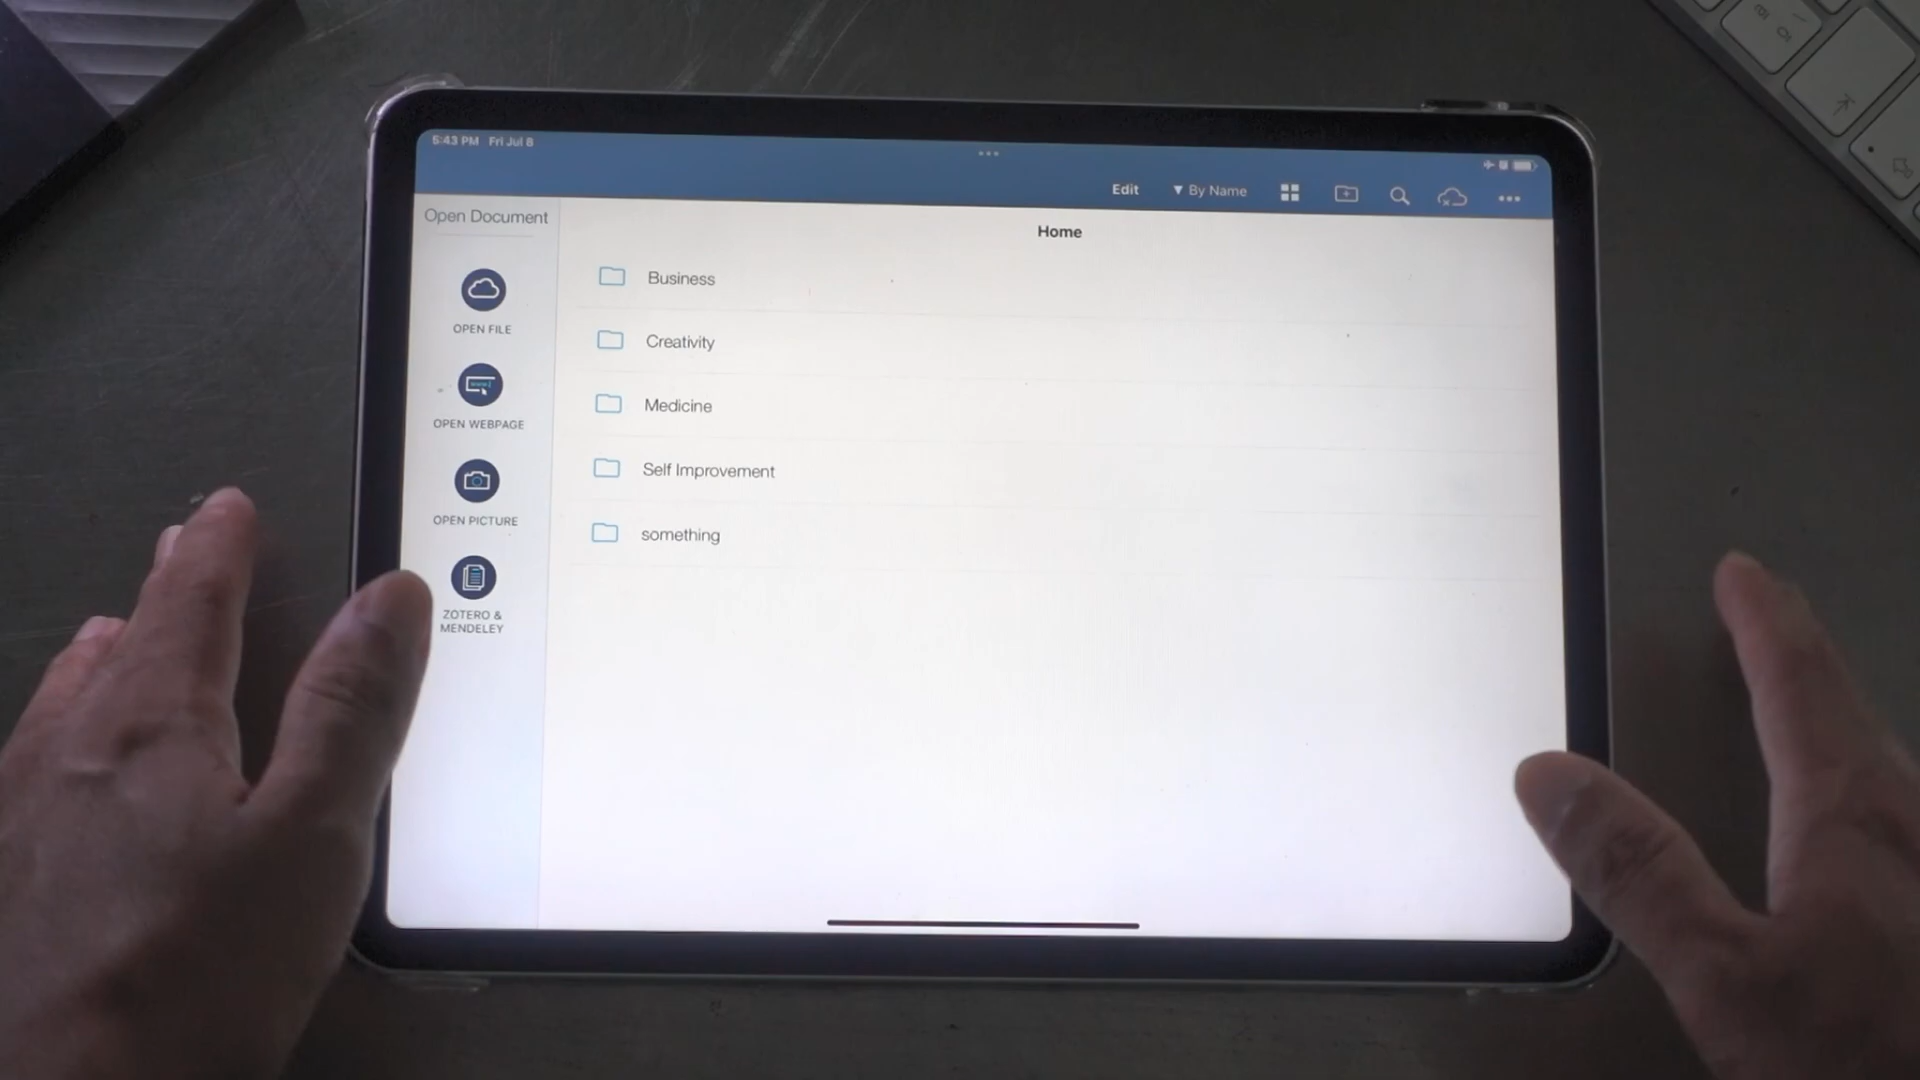 5:43 PM Fri Jul 8
Edit ▼ By Name
Open Document
Home
OPEN FILE
OPEN WEBPAGE
OPEN PICTURE
ZOTERO &
MENDELEY
Business
Creativity
Medicine
Self Improvement
something